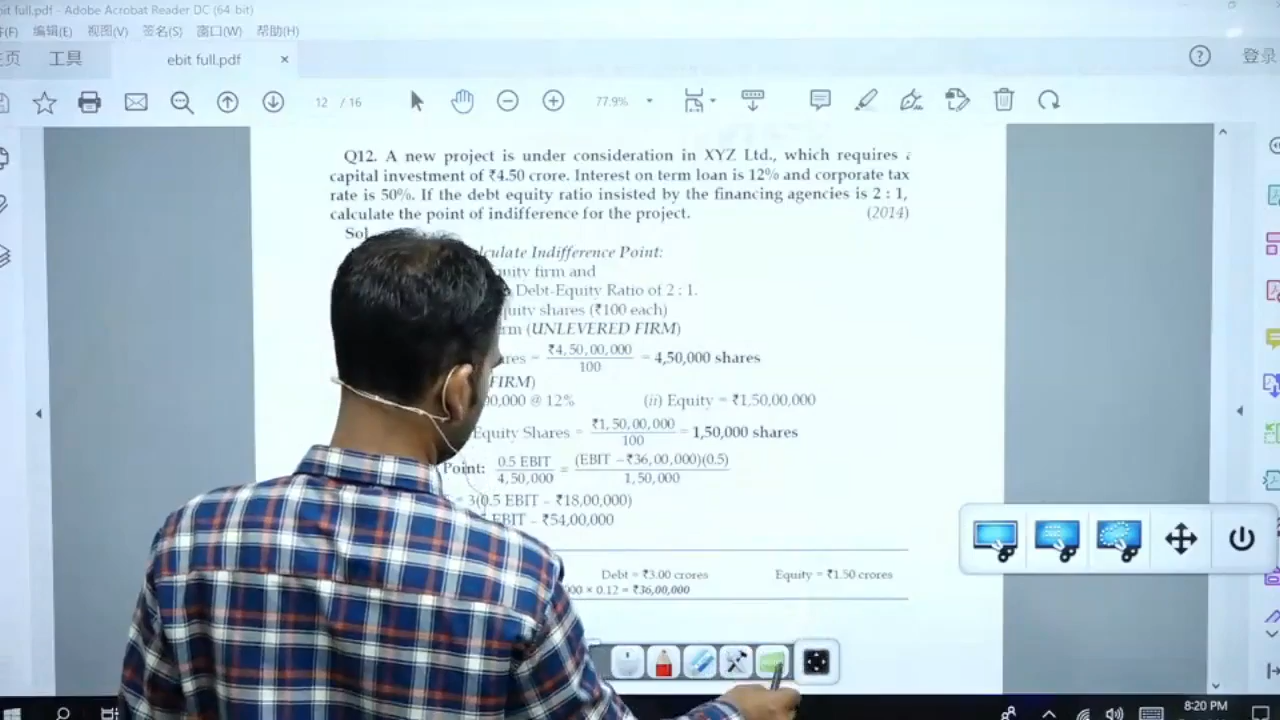 bit full.pdf - Adobe Acrobat Reader DC (64-bit)
件(F) 编辑(E) 视图(V) 签名(S) 窗口(W) 帮助(H)
主页 工具 ebit full.pdf × 登录
12 / 16 77.9%
Q12. A new project is under consideration in XYZ Ltd., which requires a
capital investment of ₹4.50 crore. Interest on term loan is 12% and corporate tax
rate is 50%. If the debt equity ratio insisted by the financing agencies is 2 : 1,
calculate the point of indifference for the project. (2014)
Sol
lculate Indifference Point:
quity firm and
Debt-Equity Ratio of 2 : 1.
quity shares (₹100 each)
rm (UNLEVERED FIRM)
ares = ₹4,50,00,000 / 100 = 4,50,000 shares
FIRM)
00,000 @ 12% (ii) Equity = ₹1,50,00,000
Equity Shares = ₹1,50,00,000 / 100 = 1,50,000 shares
Point: 0.5 EBIT / 4,50,000 = (EBIT – ₹36,00,000)(0.5) / 1,50,000
= 3(0.5 EBIT – ₹18,00,000)
EBIT – ₹54,00,000
Debt = ₹3.00 crores Equity = ₹1.50 crores
000 × 0.12 = ₹36,00,000
8:20 PM